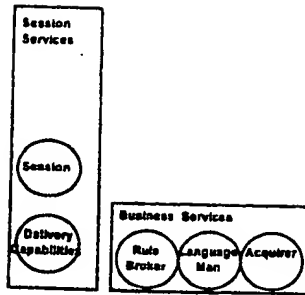 Session
Services
Session
Delivery
Capabilities
Business Services
Rule
Broker
Language
Man
Acquirer